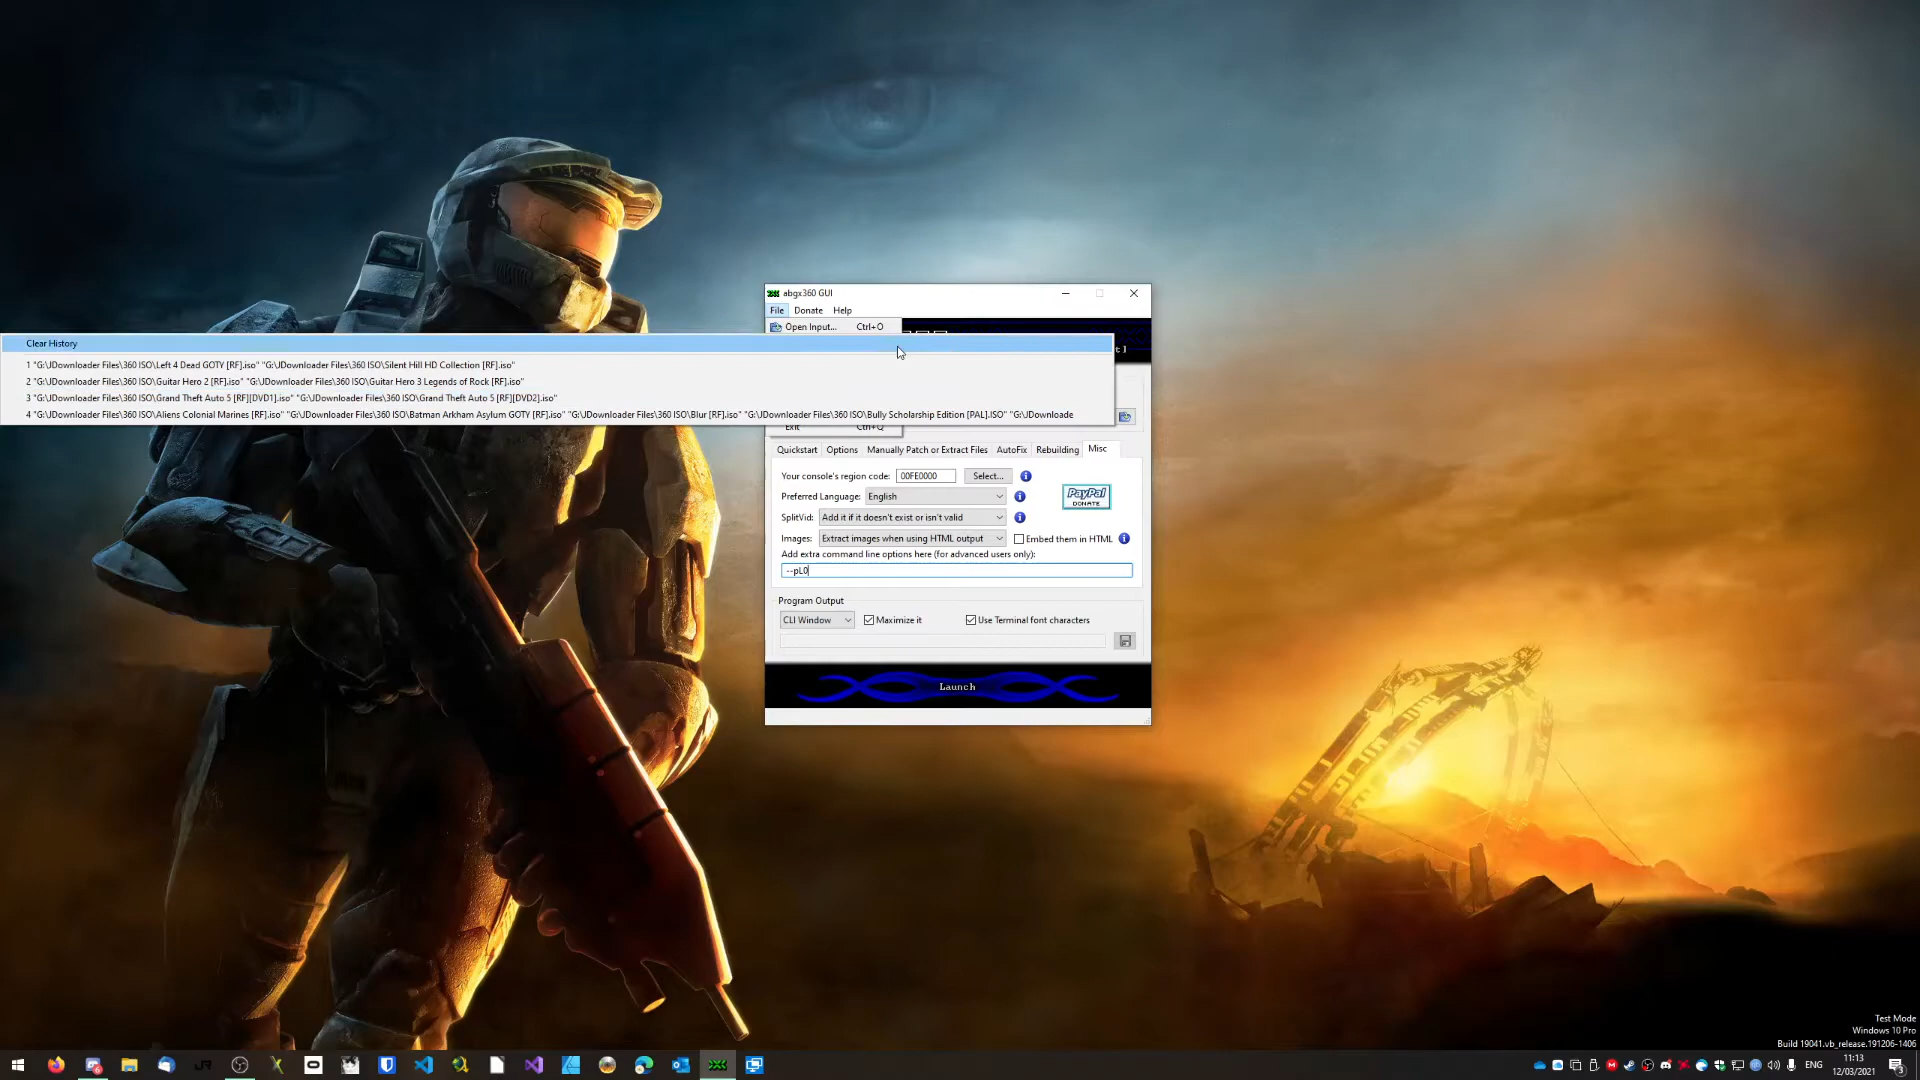 abgx360 GUI
File Donate Help
Open Input... Ctrl+O
Clear History
1 "G:\JDownloader Files\360 ISO\Left 4 Dead GOTY [RF].iso" "G:\JDownloader Files\360 ISO\Silent Hill HD Collection [RF].iso"
2 "G:\JDownloader Files\360 ISO\Guitar Hero 2 [RF].iso" "G:\JDownloader Files\360 ISO\Guitar Hero 3 Legends of Rock [RF].iso"
3 "G:\JDownloader Files\360 ISO\Grand Theft Auto 5 [RF][DVD1].iso" "G:\JDownloader Files\360 ISO\Grand Theft Auto 5 [RF][DVD2].iso"
4 "G:\JDownloader Files\360 ISO\Aliens Colonial Marines [RF].iso" "G:\JDownloader Files\360 ISO\Batman Arkham Asylum GOTY [RF].iso" "G:\JDownloader Files\360 ISO\Blur [RF].iso" "G:\JDownloader Files\360 ISO\Bully Scholarship Edition [PAL].ISO" "G:\JDownloade
Exit Ctrl+Q
Quickstart Options Manually Patch or Extract Files AutoFix Rebuilding Misc
Your console's region code: 00FE0000 Select...
Preferred Language: English
PayPal
DONATE
SplitVid: Add it if it doesn't exist or isn't valid
Images: Extract images when using HTML output Embed them in HTML
Add extra command line options here (for advanced users only):
--pL0
Program Output
CLI Window Maximize it Use Terminal font characters
Launch
Test Mode
Windows 10 Pro
Build 19041.vb_release.191206-1406
ENG
11:13
12/03/2021